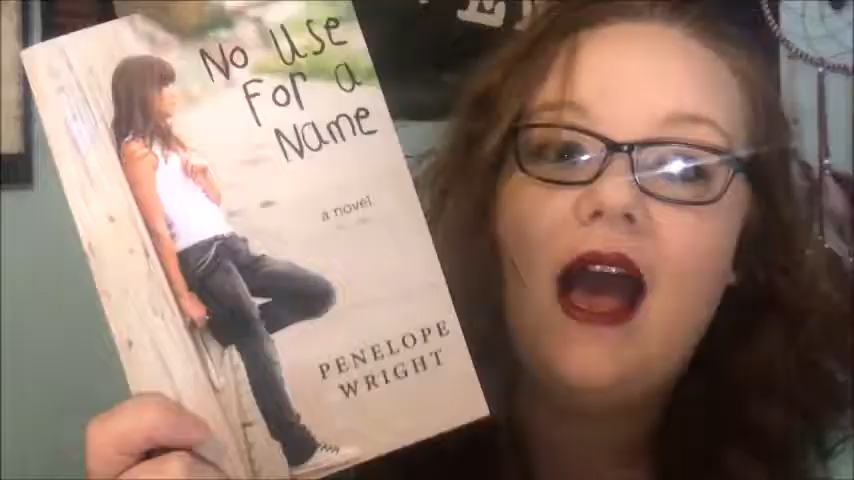 No Use
For a
Name
a novel
PENELOPE
WRIGHT